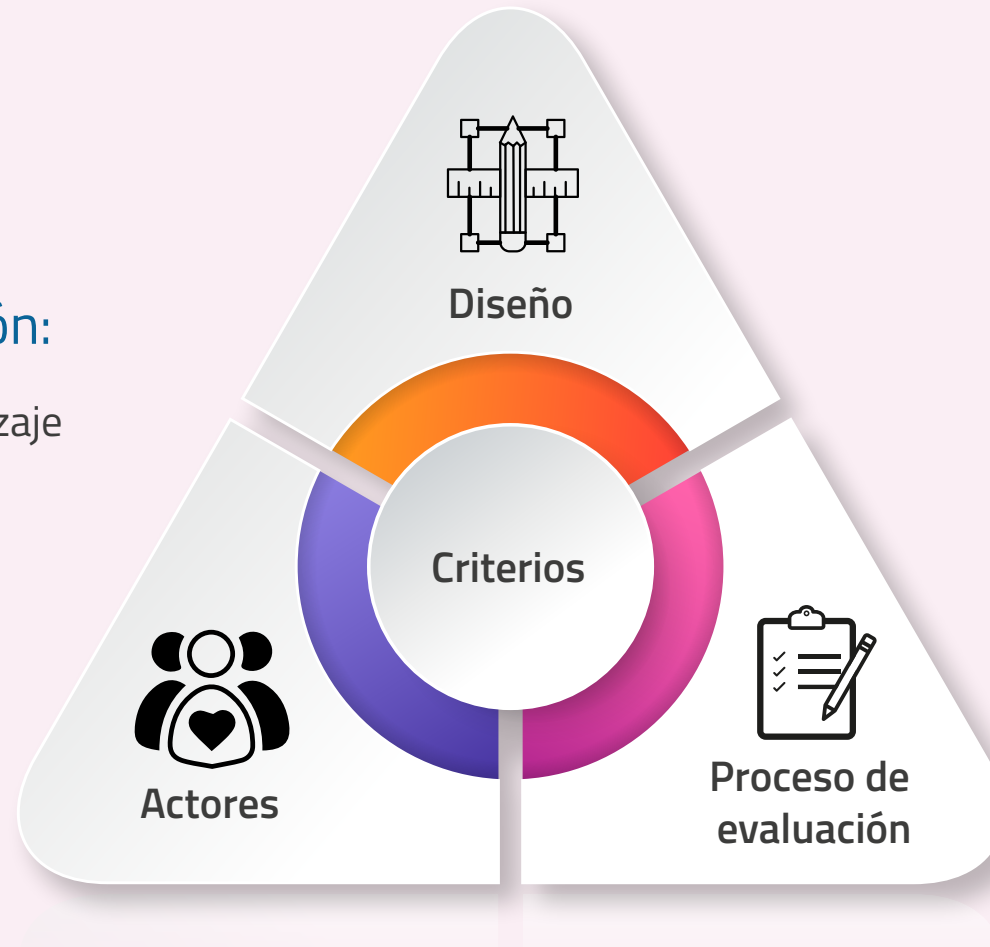 Diseño
ón:
zaje
Criterios
Actores
Proceso de
evaluación